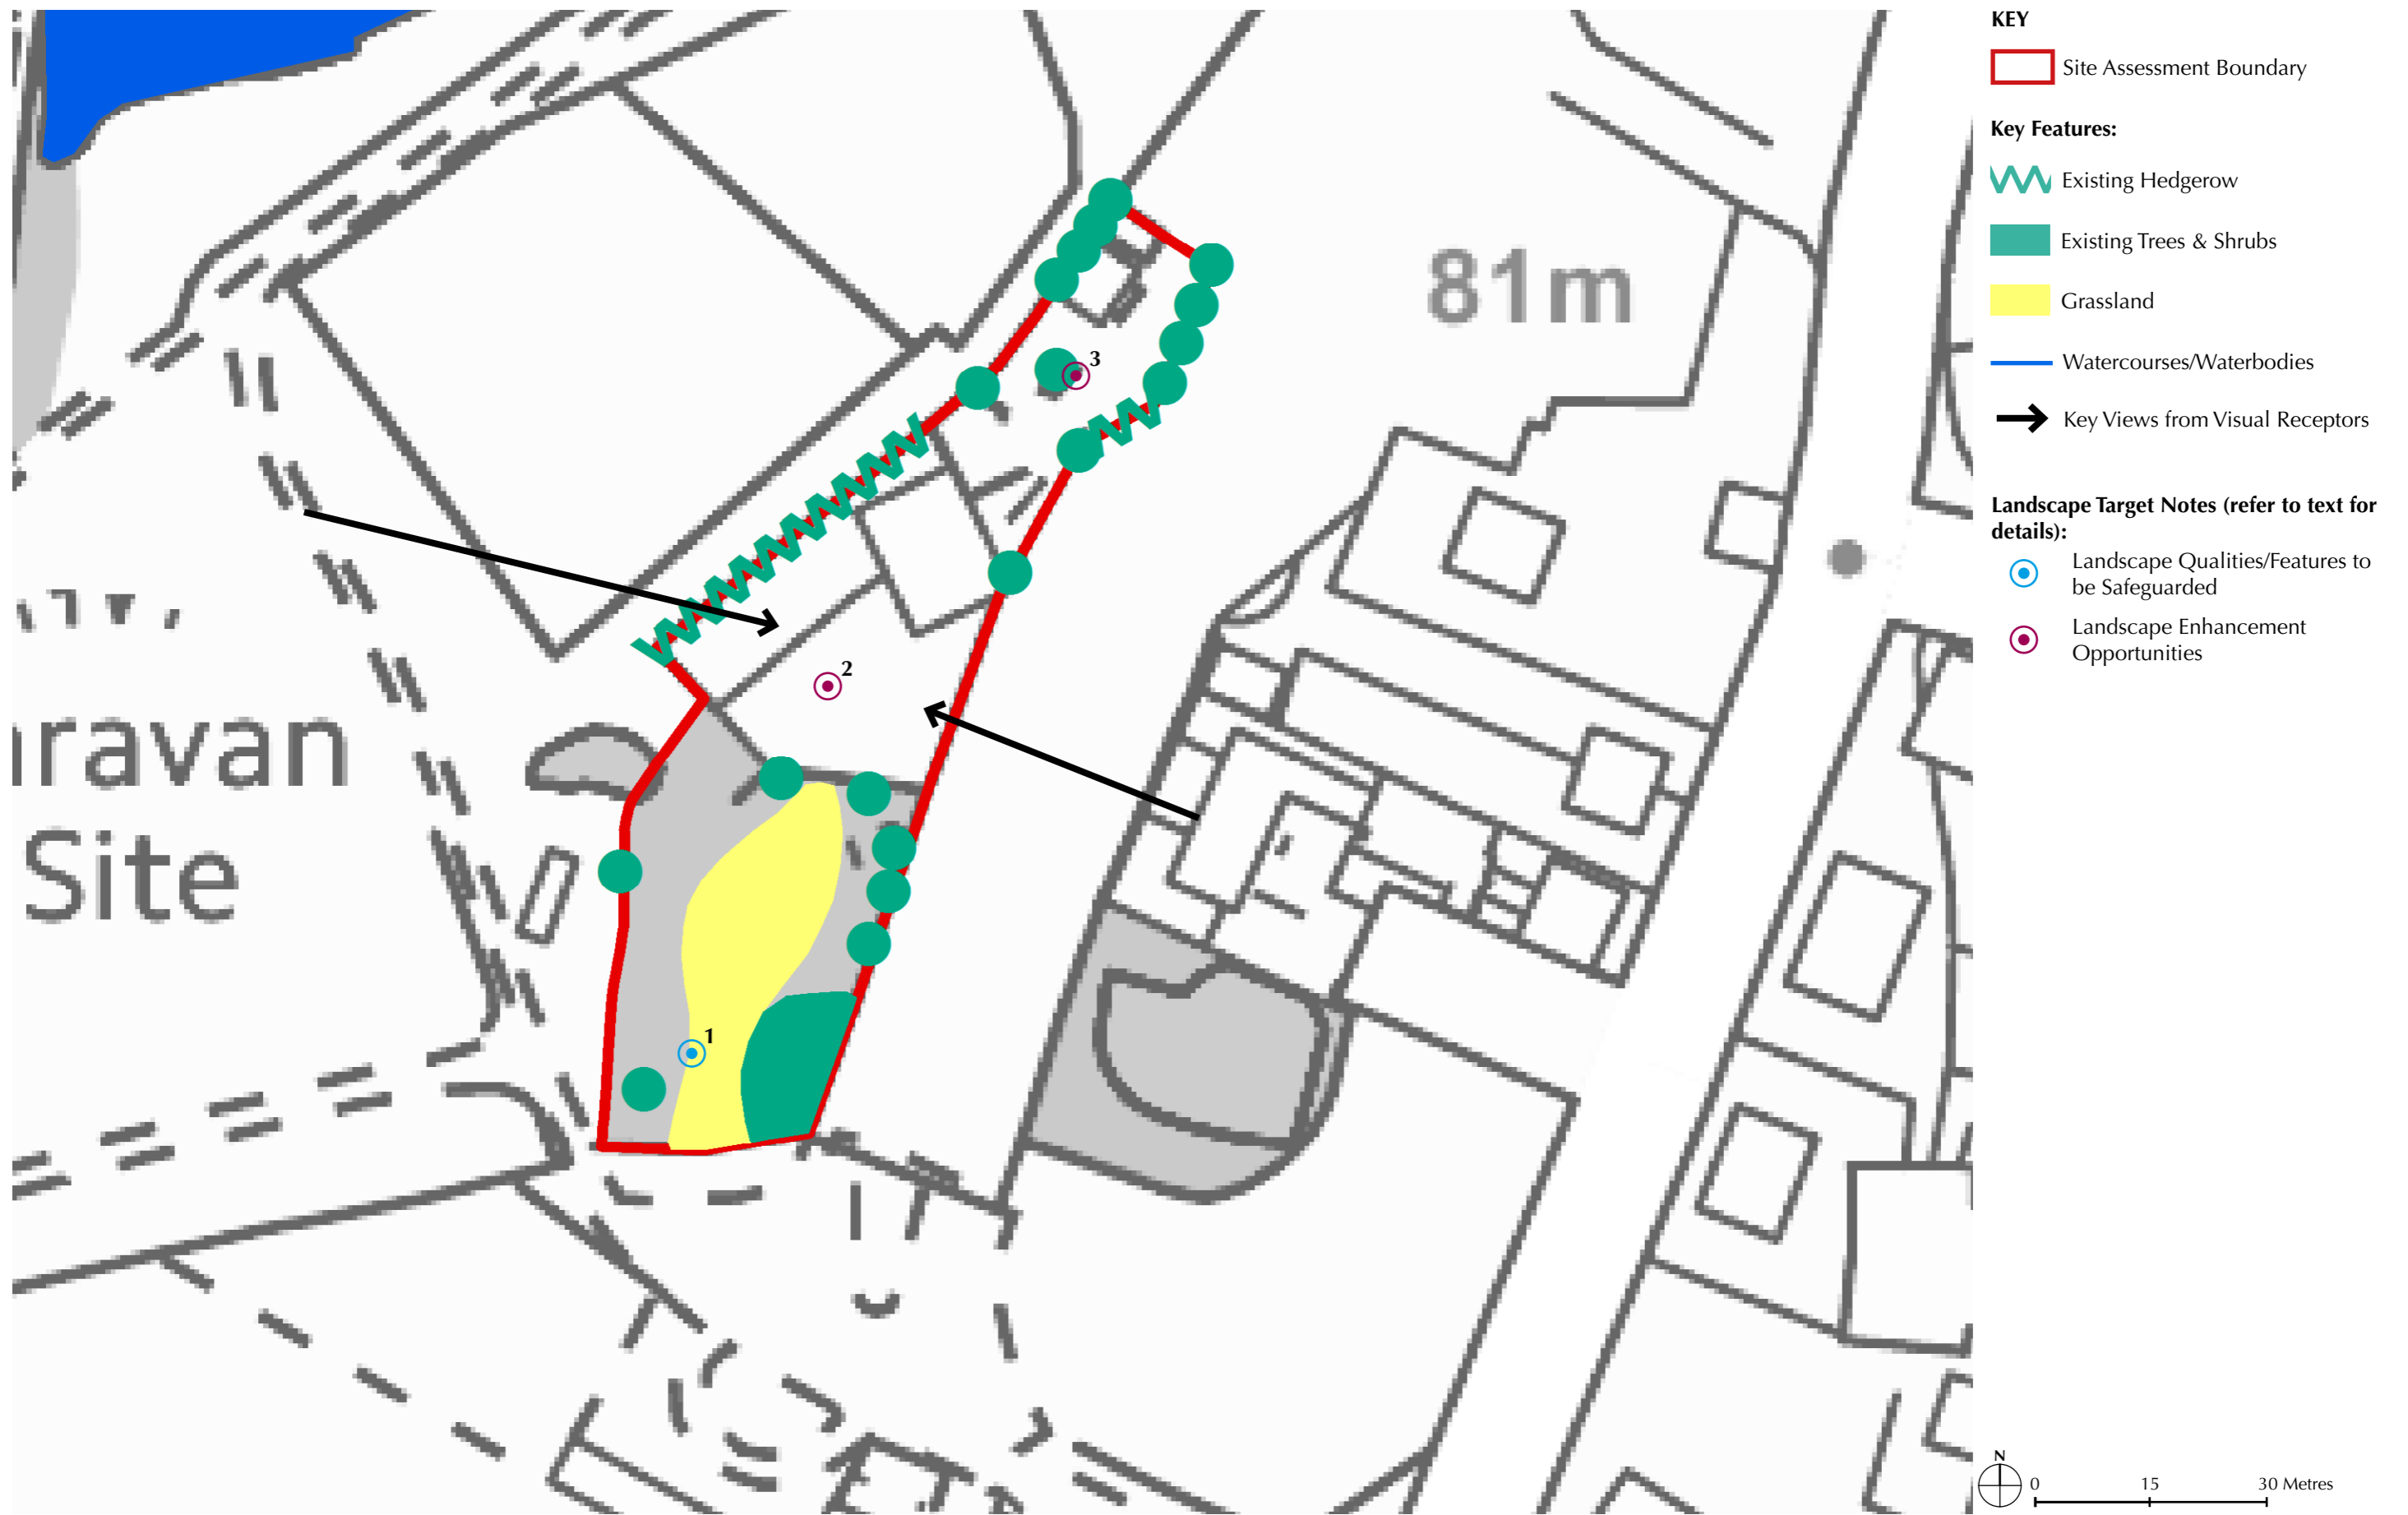 81m
3
2
aravan
Site
1
KEY
Site Assessment Boundary
Key Features:
Existing Hedgerow
Existing Trees & Shrubs
Grassland
Watercourses/Waterbodies
Key Views from Visual Receptors
Landscape Target Notes (refer to text for
details):
Landscape Qualities/Features to
be Safeguarded
Landscape Enhancement
Opportunities
N
0 15 30 Metres